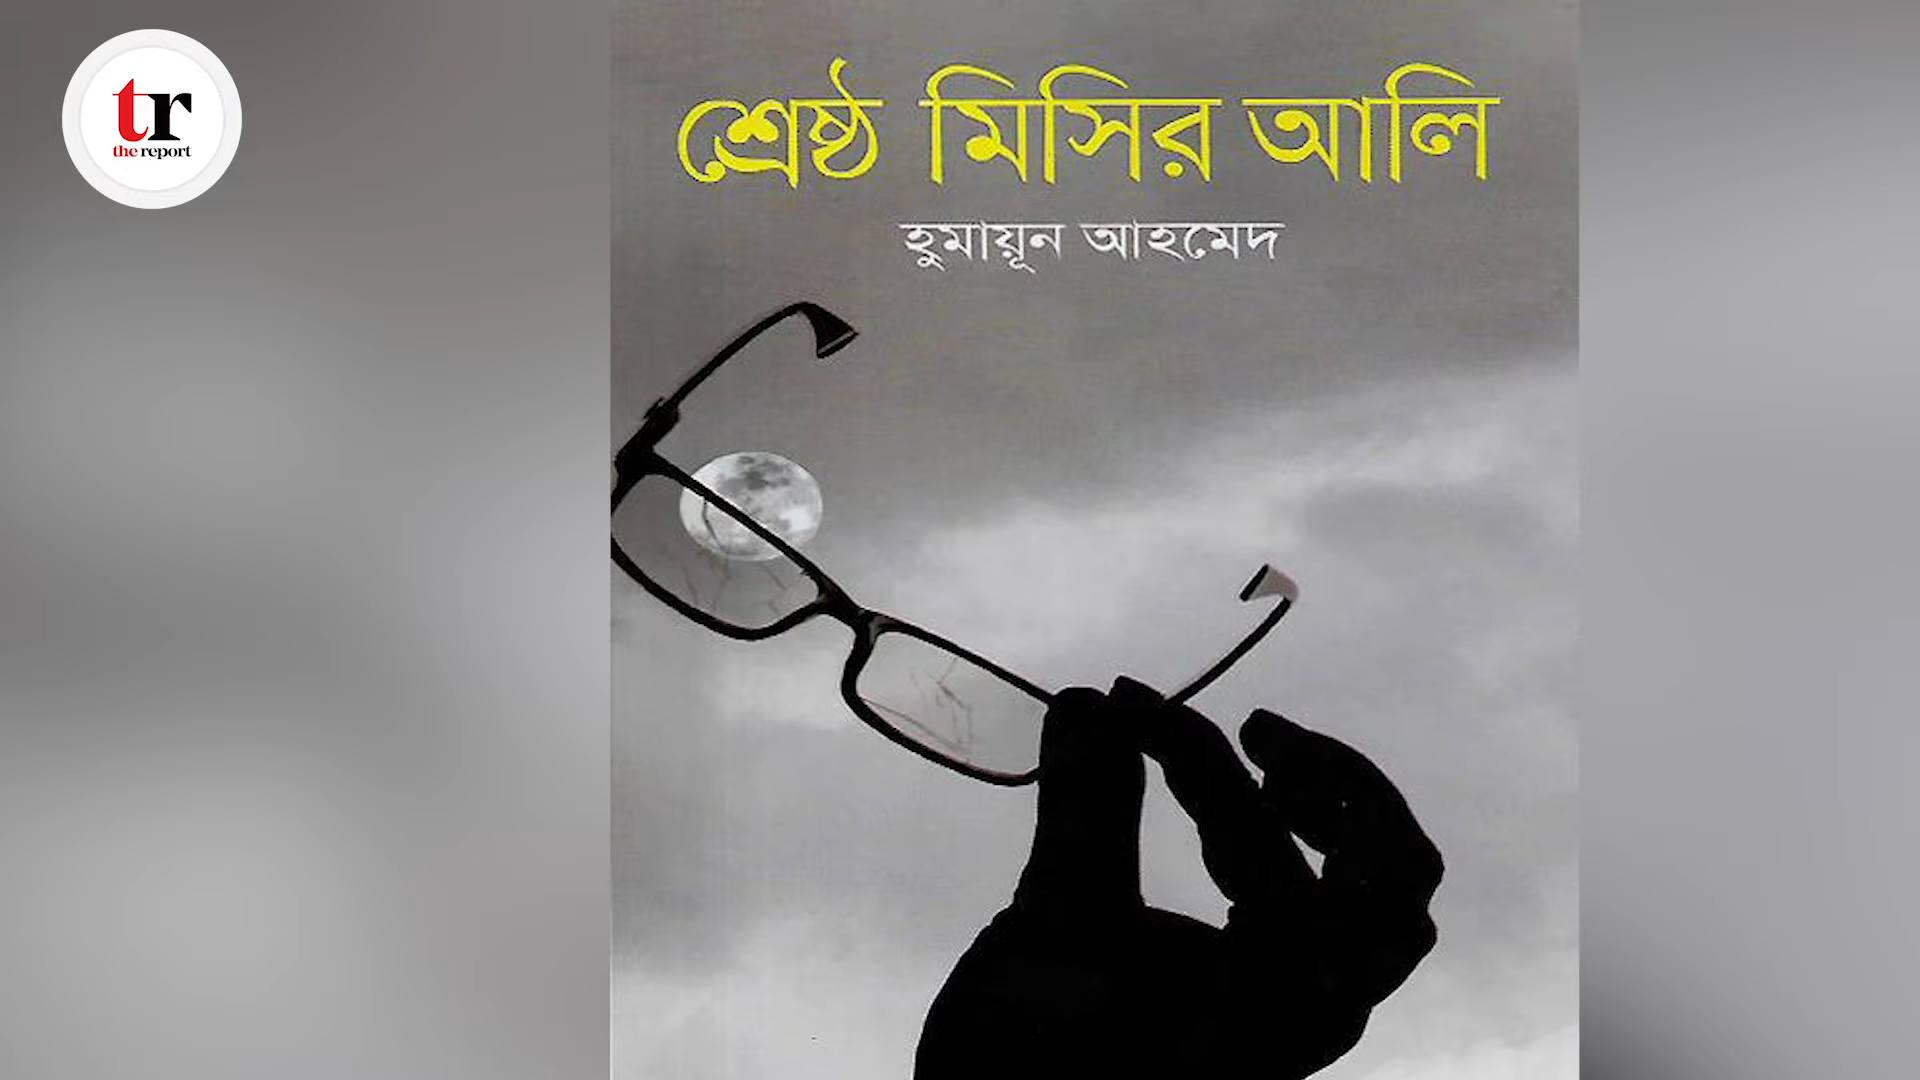 tr
the report
শ্রেষ্ঠ মিসির আলি
হুমায়ূন আহমেদ